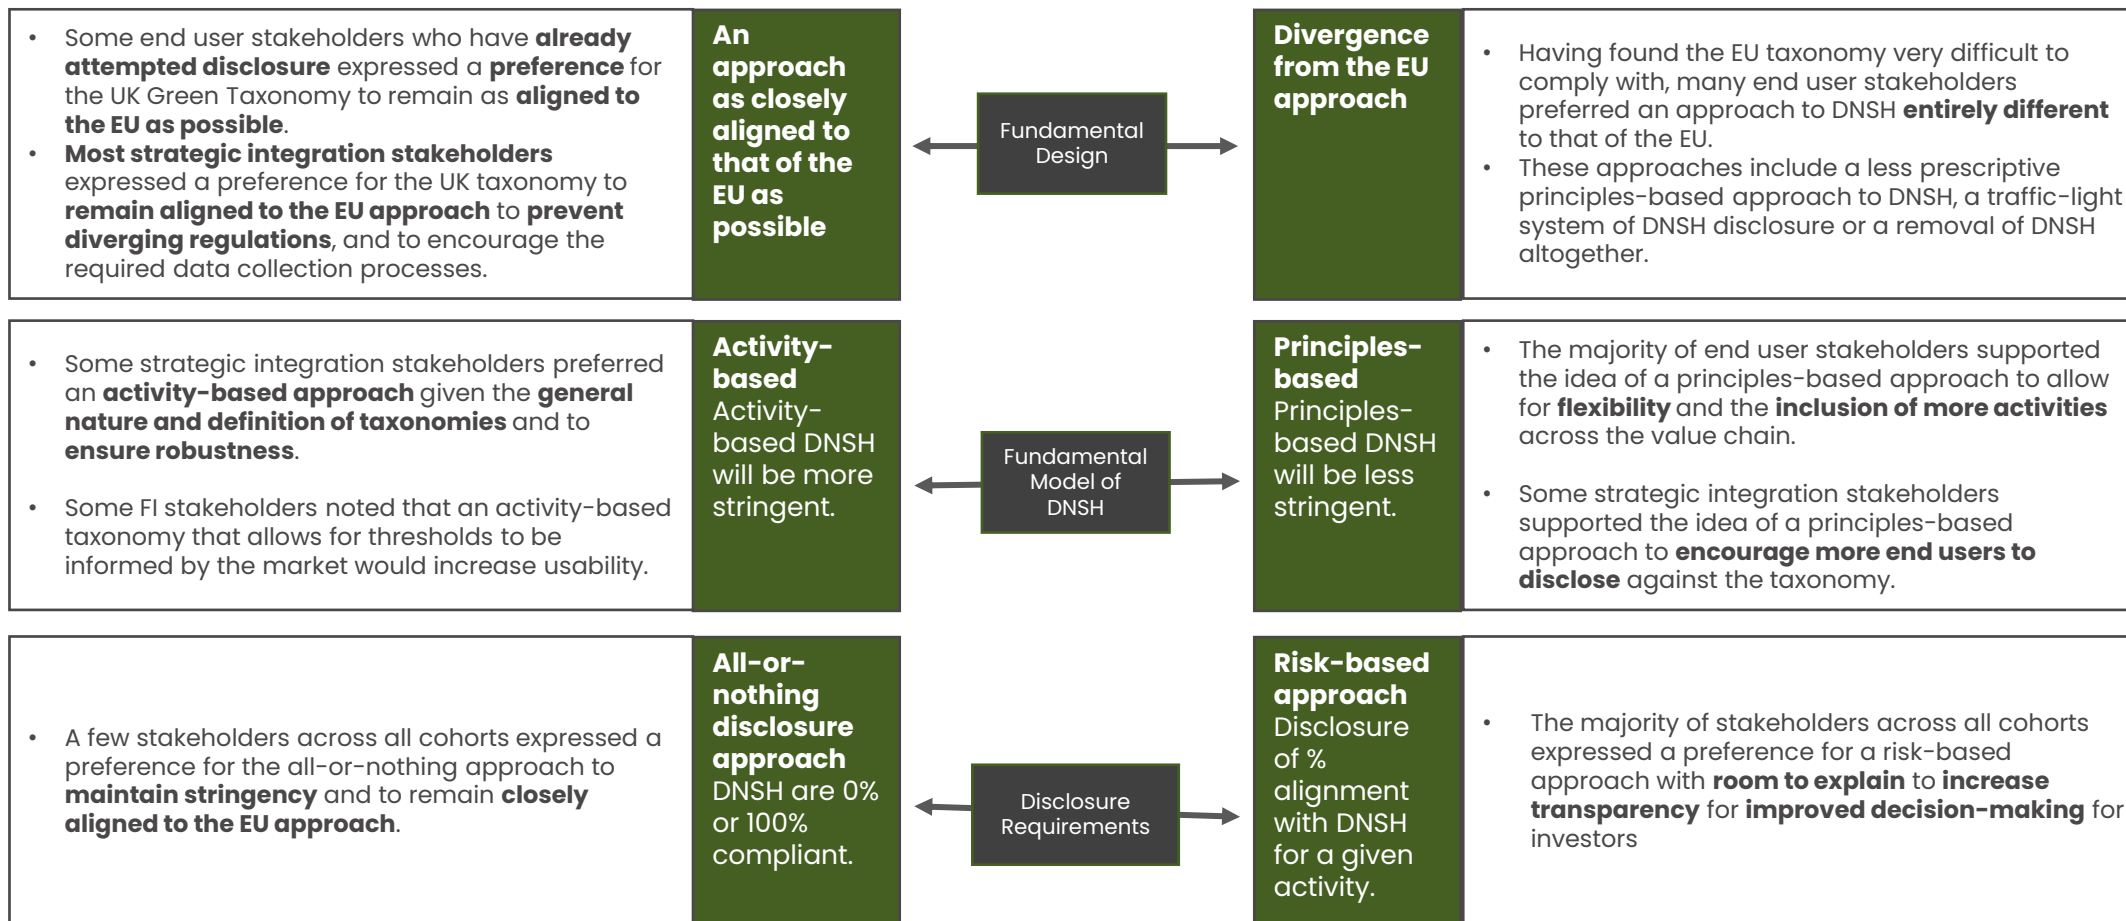 • Some end user stakeholders who have already
attempted disclosure expressed a preference for
the UK Green Taxonomy to remain as aligned to
the EU as possible.
• Most strategic integration stakeholders
expressed a preference for the UK taxonomy to
remain aligned to the EU approach to prevent
diverging regulations, and to encourage the
required data collection processes.
An
approach
as closely
aligned to
that of the
EU as
possible
Fundamental
Design
Divergence
from the EU
approach
• Having found the EU taxonomy very difficult to
comply with, many end user stakeholders
preferred an approach to DNSH entirely different
to that of the EU.
• These approaches include a less prescriptive
principles-based approach to DNSH, a traffic-light
system of DNSH disclosure or a removal of DNSH
altogether.
• Some strategic integration stakeholders preferred
an activity-based approach given the general
nature and definition of taxonomies and to
ensure robustness.
• Some FI stakeholders noted that an activity-based
taxonomy that allows for thresholds to be
informed by the market would increase usability.
Activity-
based
Activity-
based DNSH
will be more
stringent.
Fundamental
Model of
DNSH
Principles-
based
Principles-
based DNSH
will be less
stringent.
• The majority of end user stakeholders supported
the idea of a principles-based approach to allow
for flexibility and the inclusion of more activities
across the value chain.
• Some strategic integration stakeholders
supported the idea of a principles-based
approach to encourage more end users to
disclose against the taxonomy.
• A few stakeholders across all cohorts expressed a
preference for the all-or-nothing approach to
maintain stringency and to remain closely
aligned to the EU approach.
All-or-
nothing
disclosure
approach
DNSH are 0%
or 100%
compliant.
Disclosure
Requirements
Risk-based
approach
Disclosure
of %
alignment
with DNSH
for a given
activity.
• The majority of stakeholders across all cohorts
expressed a preference for a risk-based
approach with room to explain to increase
transparency for improved decision-making for
investors